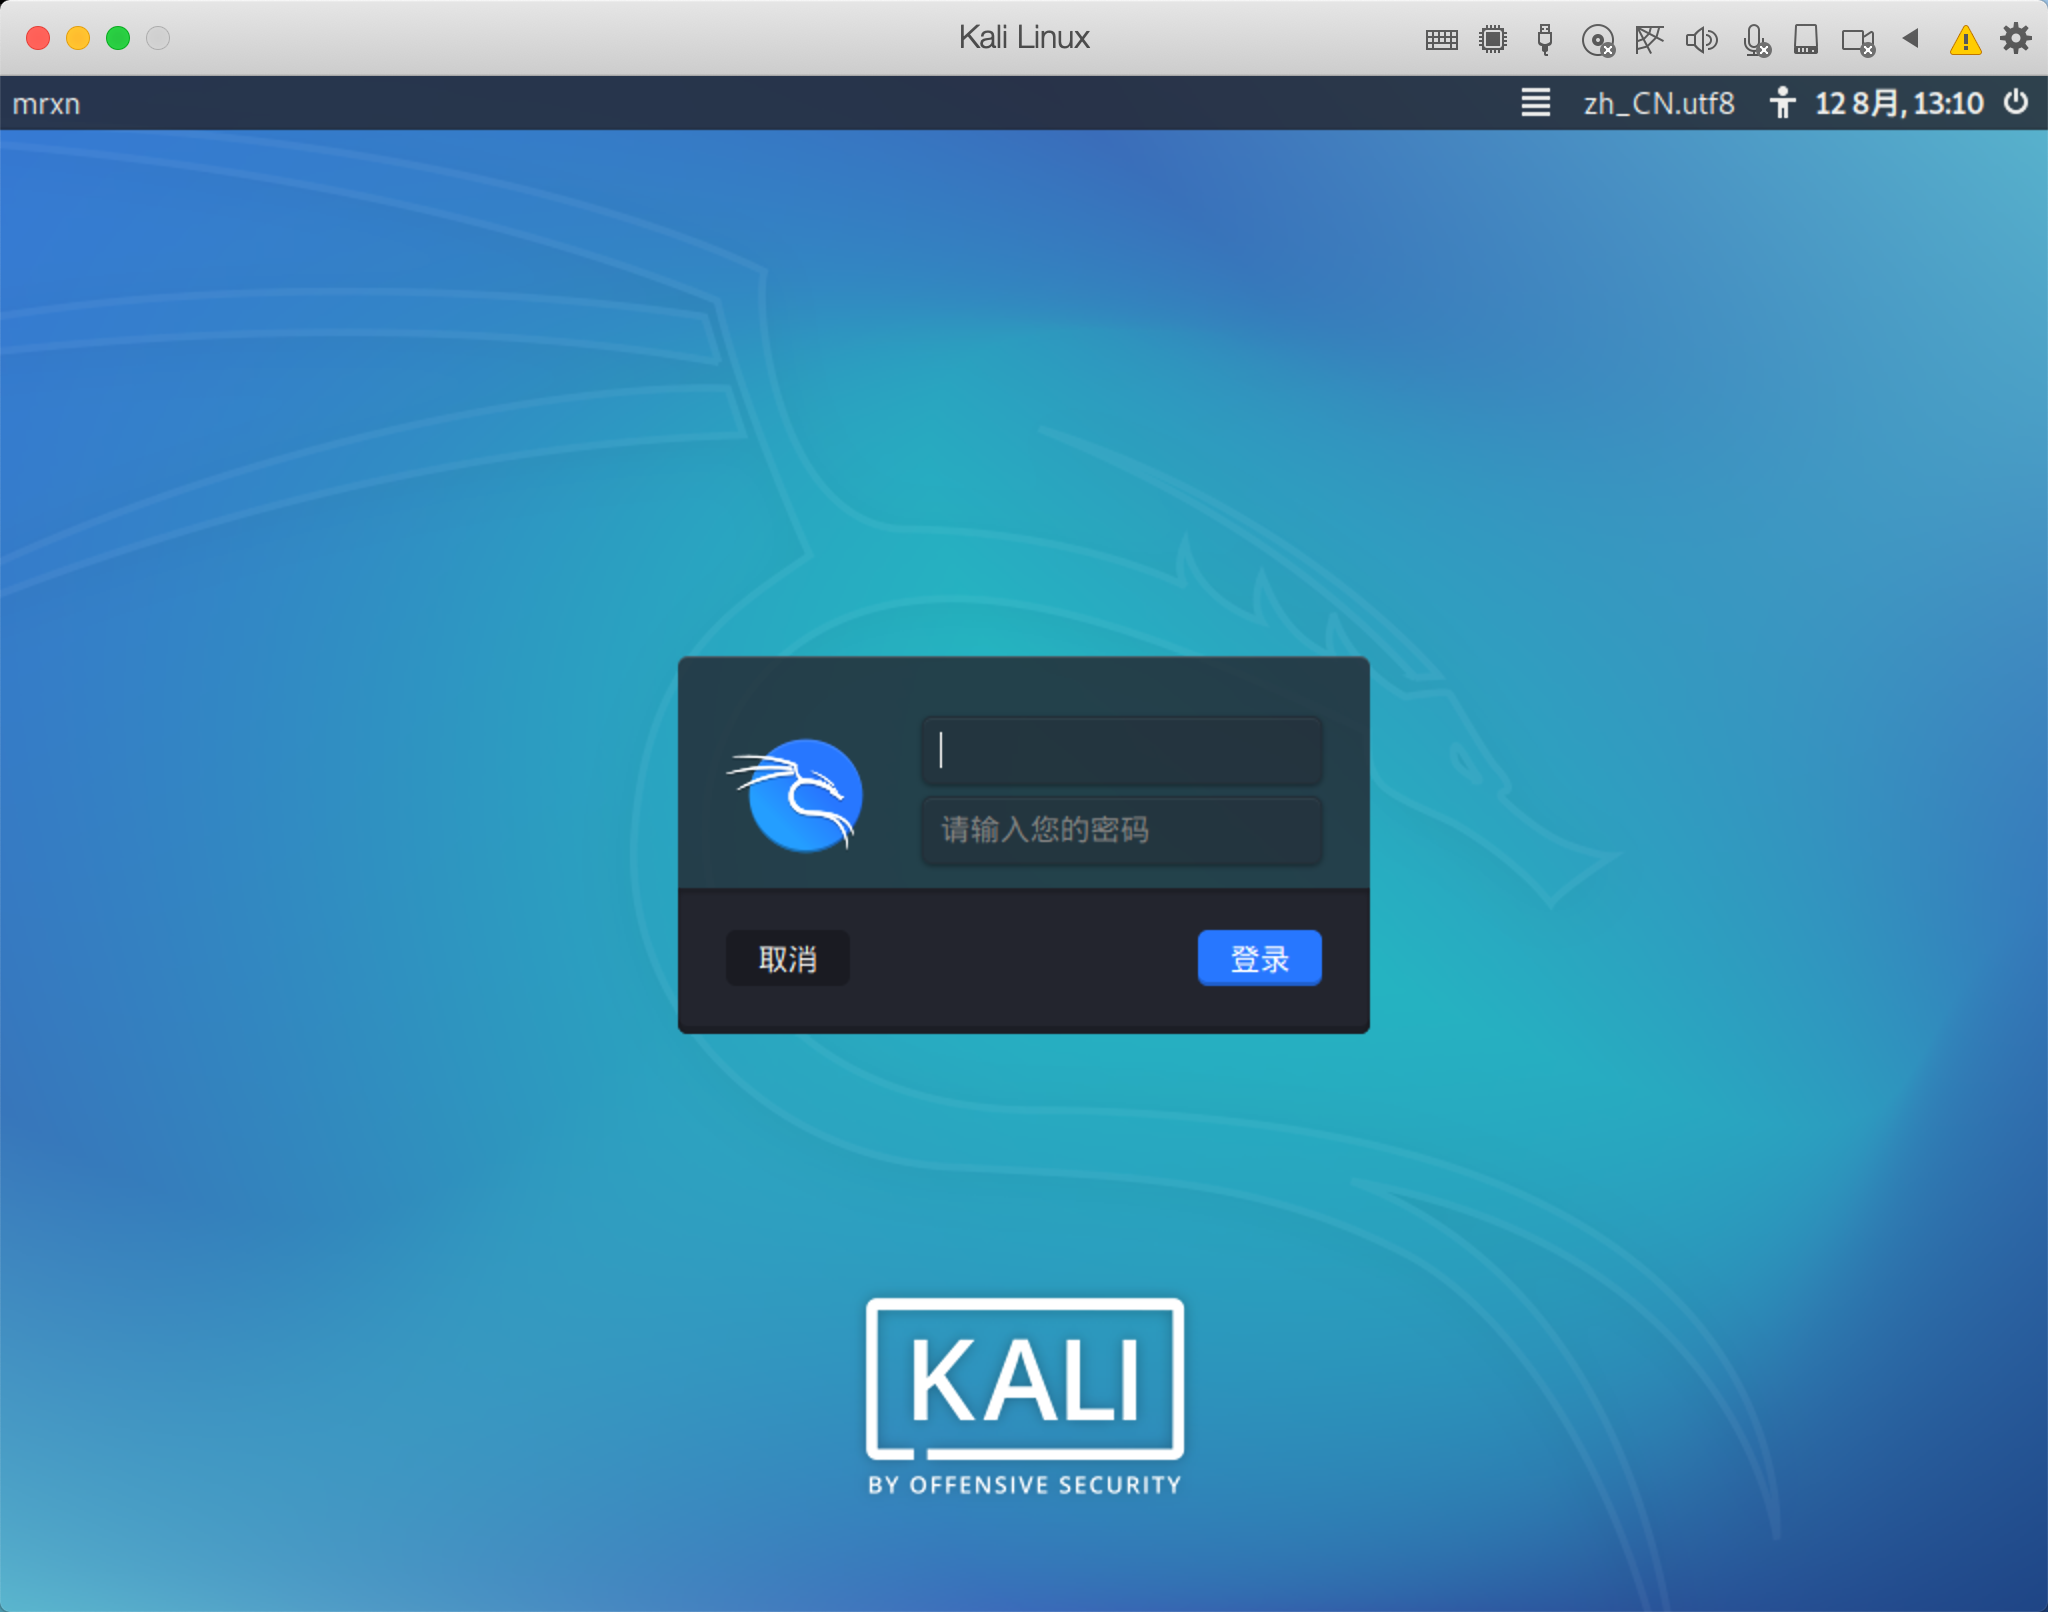 Kali Linux
mrxn
zh_CN.utf8
12 8月, 13:10
请输入您的密码
取消
登录
KALI
BY OFFENSIVE SECURITY